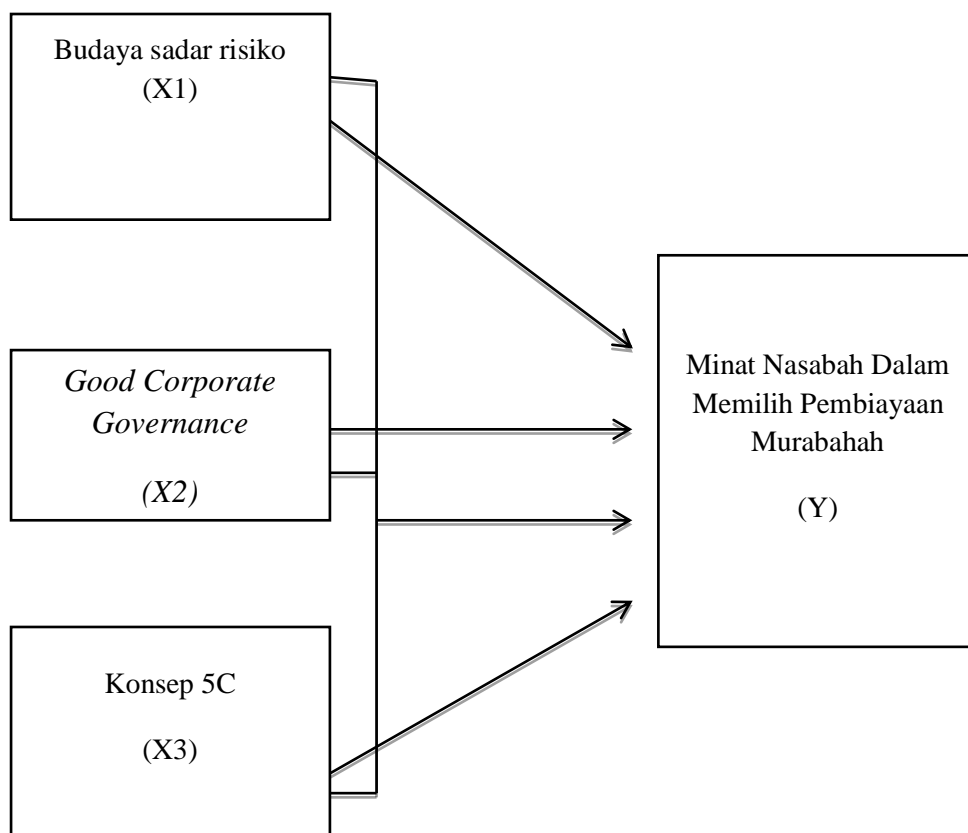 Budaya sadar risiko
(X1)
Good Corporate
Governance
(X2)
Konsep 5C
(X3)
Minat Nasabah Dalam
Memilih Pembiayaan
Murabahah
(Y)